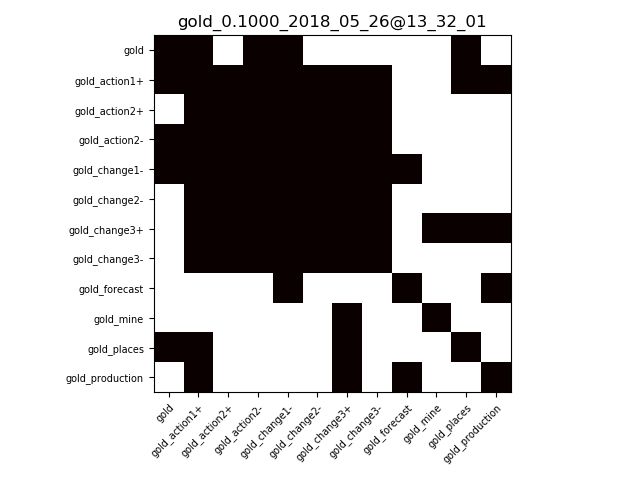 gold_0.1000_2018_05_26@13_32_01
gold
gold_action1+
gold_action2+
gold_action2-
gold_change1-
gold_change2-
gold_change3+
gold_change3-
gold_forecast
gold_mine
gold_places
gold_production
gold
gold_action1+
gold_action2+
gold_action2-
gold_change1-
gold_change2-
gold_change3+
gold_change3-
gold_forecast
gold_mine
gold_places
gold_production